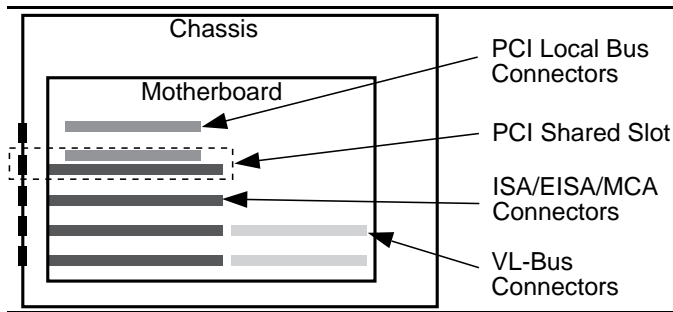 Chassis
Motherboard
PCI Local Bus
Connectors
PCI Shared Slot
ISA/EISA/MCA
Connectors
VL-Bus
Connectors